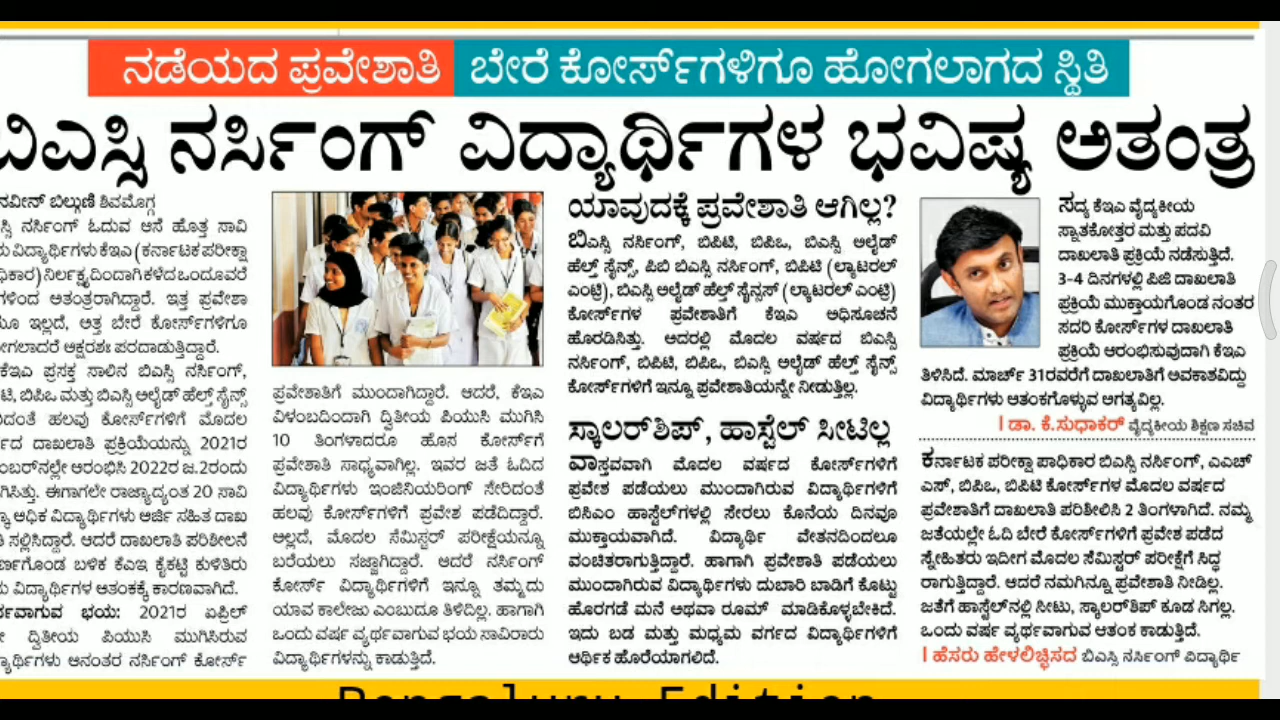 ನಡೆಯದ ಪ್ರವೇಶಾತಿ ಬೇರೆ ಕೋರ್ಸ್‌ಗಳಿಗೂ ಹೋಗಲಾಗದ ಸ್ಥಿತಿ
ಬಿಎಸ್ಸಿ ನರ್ಸಿಂಗ್ ವಿದ್ಯಾರ್ಥಿಗಳ ಭವಿಷ್ಯ ಅತಂತ್ರ
ನವೀನ್ ಬಿಲ್ಗುಣಿ ಶಿವಮೊಗ್ಗ
ನರ್ಸಿಂಗ್ ಓದುವ ಆಸೆ ಹೊತ್ತ ಸಾವಿ
ವಿದ್ಯಾರ್ಥಿಗಳು ಕೆಇಎ (ಕರ್ನಾಟಕ ಪರೀಕ್ಷಾ
ಧಿಕಾರ) ನಿರ್ಲಕ್ಷ್ಯದಿಂದಾಗಿ ಕಳೆದ ಒಂದೂವರೆ
ಗಳಿಂದ ಅತಂತ್ರರಾಗಿದ್ದಾರೆ. ಇತ್ತ ಪ್ರವೇಶಾ
ಯೂ ಇಲ್ಲದೆ, ಅತ್ತ ಬೇರೆ ಕೋರ್ಸ್‌ಗಳಿಗೂ
ಗಲಾರದೆ ಅಕ್ಷರಶಃ ಪರದಾಡುತ್ತಿದ್ದಾರೆ.
ಕೆಇಎ ಪ್ರಸಕ್ತ ಸಾಲಿನ ಬಿಎಸ್ಸಿ ನರ್ಸಿಂಗ್,
ಟಿ, ಬಿಪಿಒ ಮತ್ತು ಬಿಎಸ್ಸಿ ಅಲೈಡ್ ಹೆಲ್ತ್ ಸೈನ್ಸ್
ದಂತೆ ಹಲವು ಕೋರ್ಸ್‌ಗಳಿಗೆ ಮೊದಲ
ದ ದಾಖಲಾತಿ ಪ್ರಕ್ರಿಯೆಯನ್ನು 2021ರ
ಂಬರ್‌ನಲ್ಲೇ ಆರಂಭಿಸಿ 2022ರ ಜ.2ರಂದು
ಗಿಸಿತ್ತು. ಈಗಾಗಲೇ ರಾಜ್ಯಾದ್ಯಂತ 20 ಸಾವಿ
ಅಧಿಕ ವಿದ್ಯಾರ್ಥಿಗಳು ಅರ್ಜಿ ಸಹಿತ ದಾಖ
ಸಲ್ಲಿಸಿದ್ದಾರೆ. ಆದರೆ ದಾಖಲಾತಿ ಪರಿಶೀಲನೆ
ರ್ಣಗೊಂಡ ಬಳಿಕ ಕೆಎಇ ಕೈಕಟ್ಟಿ ಕುಳಿತಿರು
ವಿದ್ಯಾರ್ಥಿಗಳ ಆತಂಕಕ್ಕೆ ಕಾರಣವಾಗಿದೆ.
ರ್ಥವಾಗುವ ಭಯ: 2021ರ ಏಪ್ರಿಲ್
ದ್ವಿತೀಯ ಪಿಯುಸಿ ಮುಗಿಸಿರುವ
ದ್ಯಾರ್ಥಿಗಳು ಆನಂತರ ನರ್ಸಿಂಗ್ ಕೋರ್ಸ್
ಪ್ರವೇಶಾತಿಗೆ ಮುಂದಾಗಿದ್ದಾರೆ. ಆದರೆ, ಕೆಇಎ
ವಿಳಂಬದಿಂದಾಗಿ ದ್ವಿತೀಯ ಪಿಯುಸಿ ಮುಗಿಸಿ
10 ತಿಂಗಳಾದರೂ ಹೊಸ ಕೋರ್ಸ್‌ಗೆ
ಪ್ರವೇಶಾತಿ ಸಾಧ್ಯವಾಗಿಲ್ಲ. ಇವರ ಜತೆ ಓದಿದ
ವಿದ್ಯಾರ್ಥಿಗಳು ಇಂಜಿನಿಯರಿಂಗ್ ಸೇರಿದಂತೆ
ಹಲವು ಕೋರ್ಸ್‌ಗಳಿಗೆ ಪ್ರವೇಶ ಪಡೆದಿದ್ದಾರೆ.
ಅಲ್ಲದೆ, ಮೊದಲ ಸೆಮಿಸ್ಟರ್ ಪರೀಕ್ಷೆಯನ್ನೂ
ಬರೆಯಲು ಸಜ್ಜಾಗಿದ್ದಾರೆ. ಆದರೆ ನರ್ಸಿಂಗ್
ಕೋರ್ಸ್ ವಿದ್ಯಾರ್ಥಿಗಳಿಗೆ ಇನ್ನೂ ತಮ್ಮದು
ಯಾವ ಕಾಲೇಜು ಎಂಬುದೂ ತಿಳಿದಿಲ್ಲ. ಹಾಗಾಗಿ
ಒಂದು ವರ್ಷ ವ್ಯರ್ಥವಾಗುವ ಭಯ ಸಾವಿರಾರು
ವಿದ್ಯಾರ್ಥಿಗಳನ್ನು ಕಾಡುತ್ತಿದೆ.
ಯಾವುದಕ್ಕೆ ಪ್ರವೇಶಾತಿ ಆಗಿಲ್ಲ?
ಬಿಎಸ್ಸಿ ನರ್ಸಿಂಗ್, ಬಿಪಿಟಿ, ಬಿಪಿಒ, ಬಿಎಸ್ಸಿ ಅಲೈಡ್
ಹೆಲ್ತ್ ಸೈನ್ಸ್, ಪಿಬಿ ಬಿಎಸ್ಸಿ ನರ್ಸಿಂಗ್, ಬಿಪಿಟಿ (ಲ್ಯಾಟರಲ್
ಎಂಟ್ರಿ), ಬಿಎಸ್ಸಿ ಅಲೈಡ್ ಹೆಲ್ತ್ ಸೈನ್ಸಸ್ (ಲ್ಯಾಟರಲ್ ಎಂಟ್ರಿ)
ಕೋರ್ಸ್‌ಗಳ ಪ್ರವೇಶಾತಿಗೆ ಕೆಇಎ ಅಧಿಸೂಚನೆ
ಹೊರಡಿಸಿತ್ತು. ಅದರಲ್ಲಿ ಮೊದಲ ವರ್ಷದ ಬಿಎಸ್ಸಿ
ನರ್ಸಿಂಗ್, ಬಿಪಿಟಿ, ಬಿಪಿಒ, ಬಿಎಸ್ಸಿ ಅಲೈಡ್ ಹೆಲ್ತ್ ಸೈನ್ಸ್
ಕೋರ್ಸ್‌ಗಳಿಗೆ ಇನ್ನೂ ಪ್ರವೇಶಾತಿಯನ್ನೇ ನೀಡುತ್ತಿಲ್ಲ.
ಸ್ಕಾಲರ್‌ಶಿಪ್, ಹಾಸ್ಟೆಲ್ ಸೀಟಿಲ್ಲ
ವಾಸ್ತವವಾಗಿ ಮೊದಲ ವರ್ಷದ ಕೋರ್ಸ್‌ಗಳಿಗೆ
ಪ್ರವೇಶ ಪಡೆಯಲು ಮುಂದಾಗಿರುವ ವಿದ್ಯಾರ್ಥಿಗಳಿಗೆ
ಬಿಸಿಎಂ ಹಾಸ್ಟೆಲ್‌ಗಳಲ್ಲಿ ಸೇರಲು ಕೊನೆಯ ದಿನವೂ
ಮುಕ್ತಾಯವಾಗಿದೆ. ವಿದ್ಯಾರ್ಥಿ ವೇತನದಿಂದಲೂ
ವಂಚಿತರಾಗುತ್ತಿದ್ದಾರೆ. ಹಾಗಾಗಿ ಪ್ರವೇಶಾತಿ ಪಡೆಯಲು
ಮುಂದಾಗಿರುವ ವಿದ್ಯಾರ್ಥಿಗಳು ದುಬಾರಿ ಬಾಡಿಗೆ ಕೊಟ್ಟು
ಹೊರಗಡೆ ಮನೆ ಅಥವಾ ರೂಮ್ ಮಾಡಿಕೊಳ್ಳಬೇಕಿದೆ.
ಇದು ಬಡ ಮತ್ತು ಮಧ್ಯಮ ವರ್ಗದ ವಿದ್ಯಾರ್ಥಿಗಳಿಗೆ
ಆರ್ಥಿಕ ಹೊರೆಯಾಗಲಿದೆ.
ಸದ್ಯ ಕೆಇಎ ವೈದ್ಯಕೀಯ
ಸ್ನಾತಕೋತ್ತರ ಮತ್ತು ಪದವಿ
ದಾಖಲಾತಿ ಪ್ರಕ್ರಿಯೆ ನಡೆಸುತ್ತಿದೆ.
3-4 ದಿನಗಳಲ್ಲಿ ಪಿಜಿ ದಾಖಲಾತಿ
ಪ್ರಕ್ರಿಯೆ ಮುಕ್ತಾಯಗೊಂಡ ನಂತರ
ಸದರಿ ಕೋರ್ಸ್‌ಗಳ ದಾಖಲಾತಿ
ಪ್ರಕ್ರಿಯೆ ಆರಂಭಿಸುವುದಾಗಿ ಕೆಇಎ
ತಿಳಿಸಿದೆ. ಮಾರ್ಚ್ 31ರವರೆಗೆ ದಾಖಲಾತಿಗೆ ಅವಕಾಶವಿದ್ದು
ವಿದ್ಯಾರ್ಥಿಗಳು ಆತಂಕಗೊಳ್ಳುವ ಅಗತ್ಯವಿಲ್ಲ.
| ಡಾ. ಕೆ.ಸುಧಾಕರ್ ವೈದ್ಯಕೀಯ ಶಿಕ್ಷಣ ಸಚಿವ
ಕರ್ನಾಟಕ ಪರೀಕ್ಷಾ ಪಾಧಿಕಾರ ಬಿಎಸ್ಸಿ ನರ್ಸಿಂಗ್, ಎಎಚ್
ಎಸ್, ಬಿಪಿಒ, ಬಿಪಿಟಿ ಕೋರ್ಸ್‌ಗಳ ಮೊದಲ ವರ್ಷದ
ಪ್ರವೇಶಾತಿಗೆ ದಾಖಲಾತಿ ಪರಿಶೀಲಿಸಿ 2 ತಿಂಗಳಾಗಿದೆ. ನಮ್ಮ
ಜತೆಯಲ್ಲೇ ಓದಿ ಬೇರೆ ಕೋರ್ಸ್‌ಗಳಿಗೆ ಪ್ರವೇಶ ಪಡೆದ
ಸ್ನೇಹಿತರು ಇದೀಗ ಮೊದಲ ಸೆಮಿಸ್ಟರ್ ಪರೀಕ್ಷೆಗೆ ಸಿದ್ಧ
ರಾಗುತ್ತಿದ್ದಾರೆ. ಆದರೆ ನಮಗಿನ್ನೂ ಪ್ರವೇಶಾತಿ ನೀಡಿಲ್ಲ.
ಜತೆಗೆ ಹಾಸ್ಟೆಲ್‌ನಲ್ಲಿ ಸೀಟು, ಸ್ಕಾಲರ್‌ಶಿಪ್ ಕೂಡ ಸಿಗಲ್ಲ.
ಒಂದು ವರ್ಷ ವ್ಯರ್ಥವಾಗುವ ಆತಂಕ ಕಾಡುತ್ತಿದೆ.
| ಹೆಸರು ಹೇಳಲಿಚ್ಛಿಸದ ಬಿಎಸ್ಸಿ ನರ್ಸಿಂಗ್ ವಿದ್ಯಾರ್ಥಿ
Bengaluru Edition